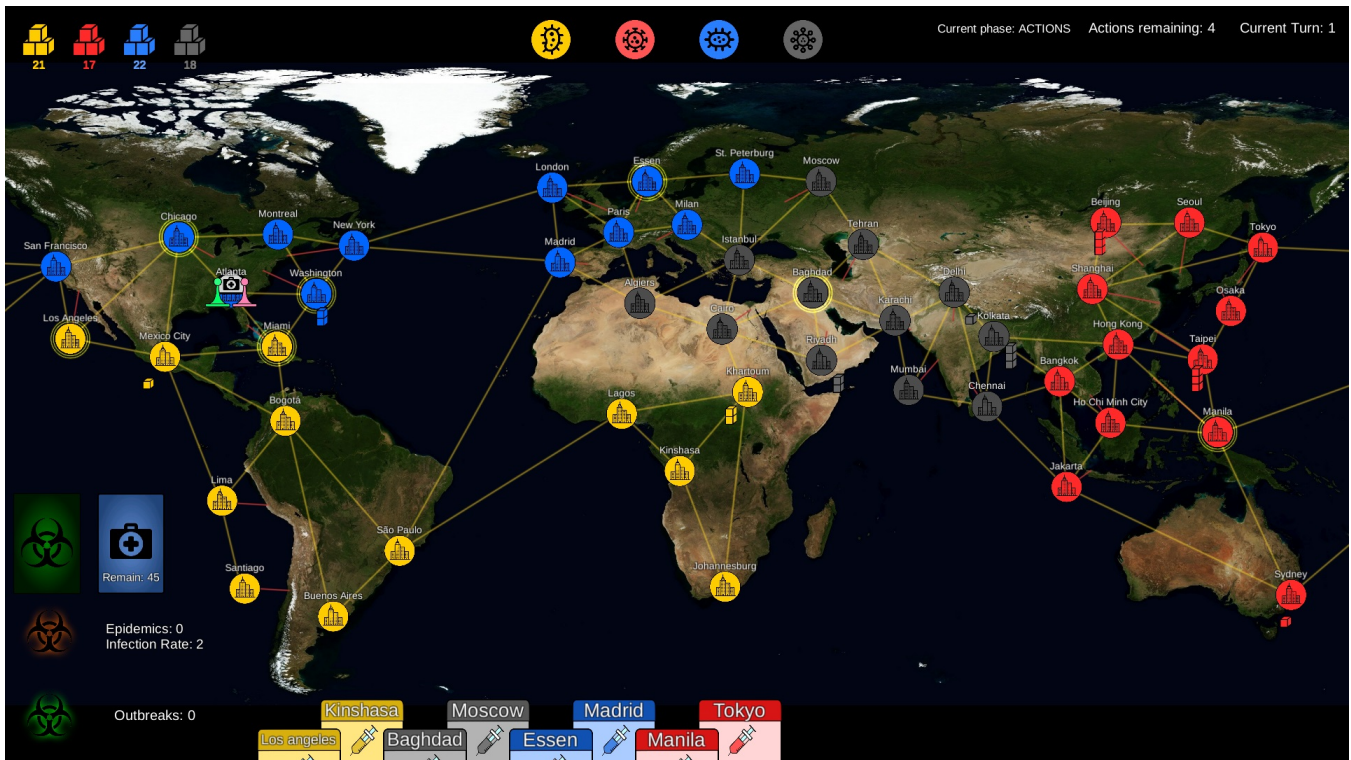 Current phase: ACTIONS Actions remaining: 4 Current Turn: 1
21 17 22 18
St. Petersburg
London
Essen
Moscow
Beijing
Seoul
Chicago
Montreal
New York
Paris
Milan
Tehran
Tokyo
San Francisco
Madrid
Istanbul
Atlanta
Washington
Baghdad
Delhi
Shanghai
Algiers
Cairo
Karachi
Osaka
Los Angeles
Mexico City
Miami
Kolkata
Hong Kong
Riyadh
Taipei
Khartoum
Mumbai
Bangkok
Chennai
Bogotá
Lagos
Ho Chi Minh City
Manila
Kinshasa
Jakarta
Lima
São Paulo
Santiago
Johannesburg
Sydney
Buenos Aires
Remain: 45
Epidemics: 0
Infection Rate: 2
Outbreaks: 0
Kinshasa Moscow Madrid Tokyo
Los angeles Baghdad Essen Manila